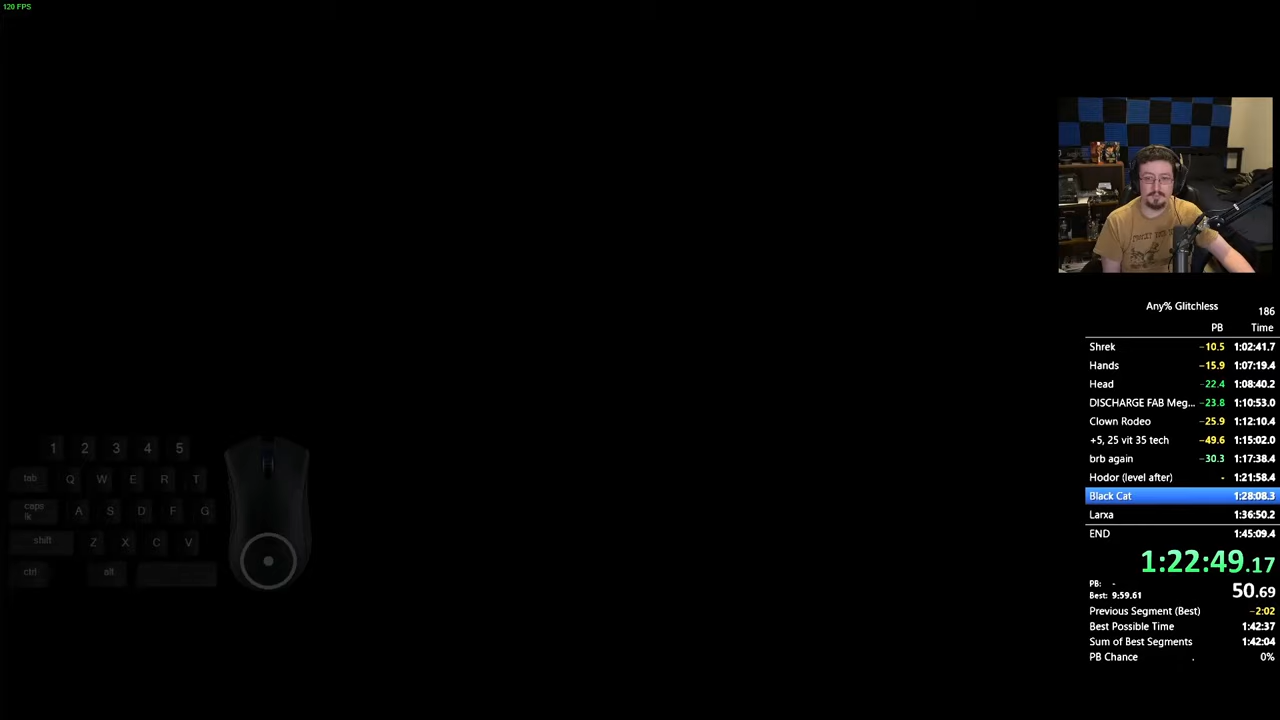 120 FPS
Any% Glitchless
186
PB Time
Shrek -10.5 1:02:41.7
Hands -15.9 1:07:19.4
Head -22.4 1:08:40.2
DISCHARGE FAB Meg... -23.8 1:10:53.0
Clown Rodeo -25.9 1:12:10.4
+5, 25 vit 35 tech -49.6 1:15:02.0
brb again -30.3 1:17:38.4
Hodor (level after) - 1:21:58.4
Black Cat 1:28:08.3
Larxa 1:36:50.2
END 1:45:09.4
1:22:49.17
PB: -
Best: 9:59.61
50.69
Previous Segment (Best) -2:02
Best Possible Time 1:42:37
Sum of Best Segments 1:42:04
PB Chance 0%
1 2 3 4 5
tab Q W E R T
caps lk A S D F G
shift Z X C V
ctrl alt